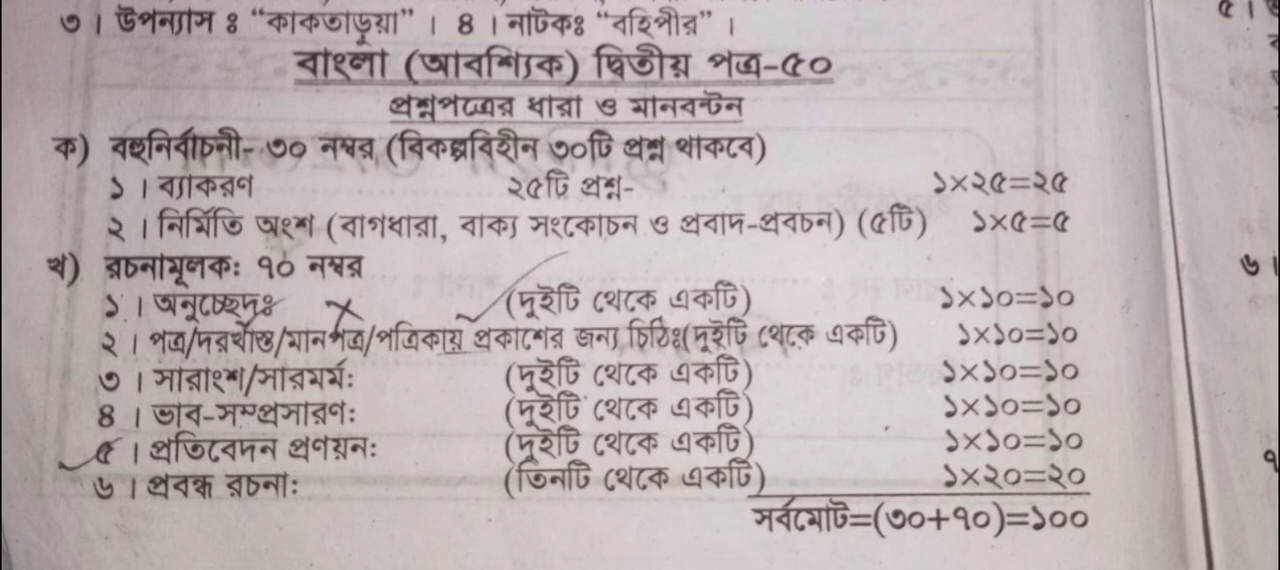 ৩। উপন্যাস ঃ “কাকতাড়ুয়া”। ৪। নাটকঃ “বহিপীর”।
বাংলা (আবশ্যিক) দ্বিতীয় পত্র-৫০
প্রশ্নপত্রের ধারা ও মানবন্টন
ক) বহুনির্বাচনী- ৩০ নম্বর (বিকল্পবিহীন ৩০টি প্রশ্ন থাকবে)
১। ব্যাকরণ ২৫টি প্রশ্ন- ১×২৫=২৫
২। নির্মিতি অংশ (বাগধারা, বাক্য সংকোচন ও প্রবাদ-প্রবচন) (৫টি) ১×৫=৫
খ) রচনামূলক: ৭০ নম্বর
১। অনুচ্ছেদঃ (দুইটি থেকে একটি) ১×১০=১০
২। পত্র/দরখাস্ত/মানপত্র/পত্রিকায় প্রকাশের জন্য চিঠিঃ(দুইটি থেকে একটি) ১×১০=১০
৩। সারাংশ/সারমর্ম: (দুইটি থেকে একটি) ১×১০=১০
৪। ভাব-সম্প্রসারণ: (দুইটি থেকে একটি) ১×১০=১০
৫। প্রতিবেদন প্রণয়ন: (দুইটি থেকে একটি) ১×১০=১০
৬। প্রবন্ধ রচনা: (তিনটি থেকে একটি) ১×২০=২০
সর্বমোট=(৩০+৭০)=১০০
৫।
৬।
৭